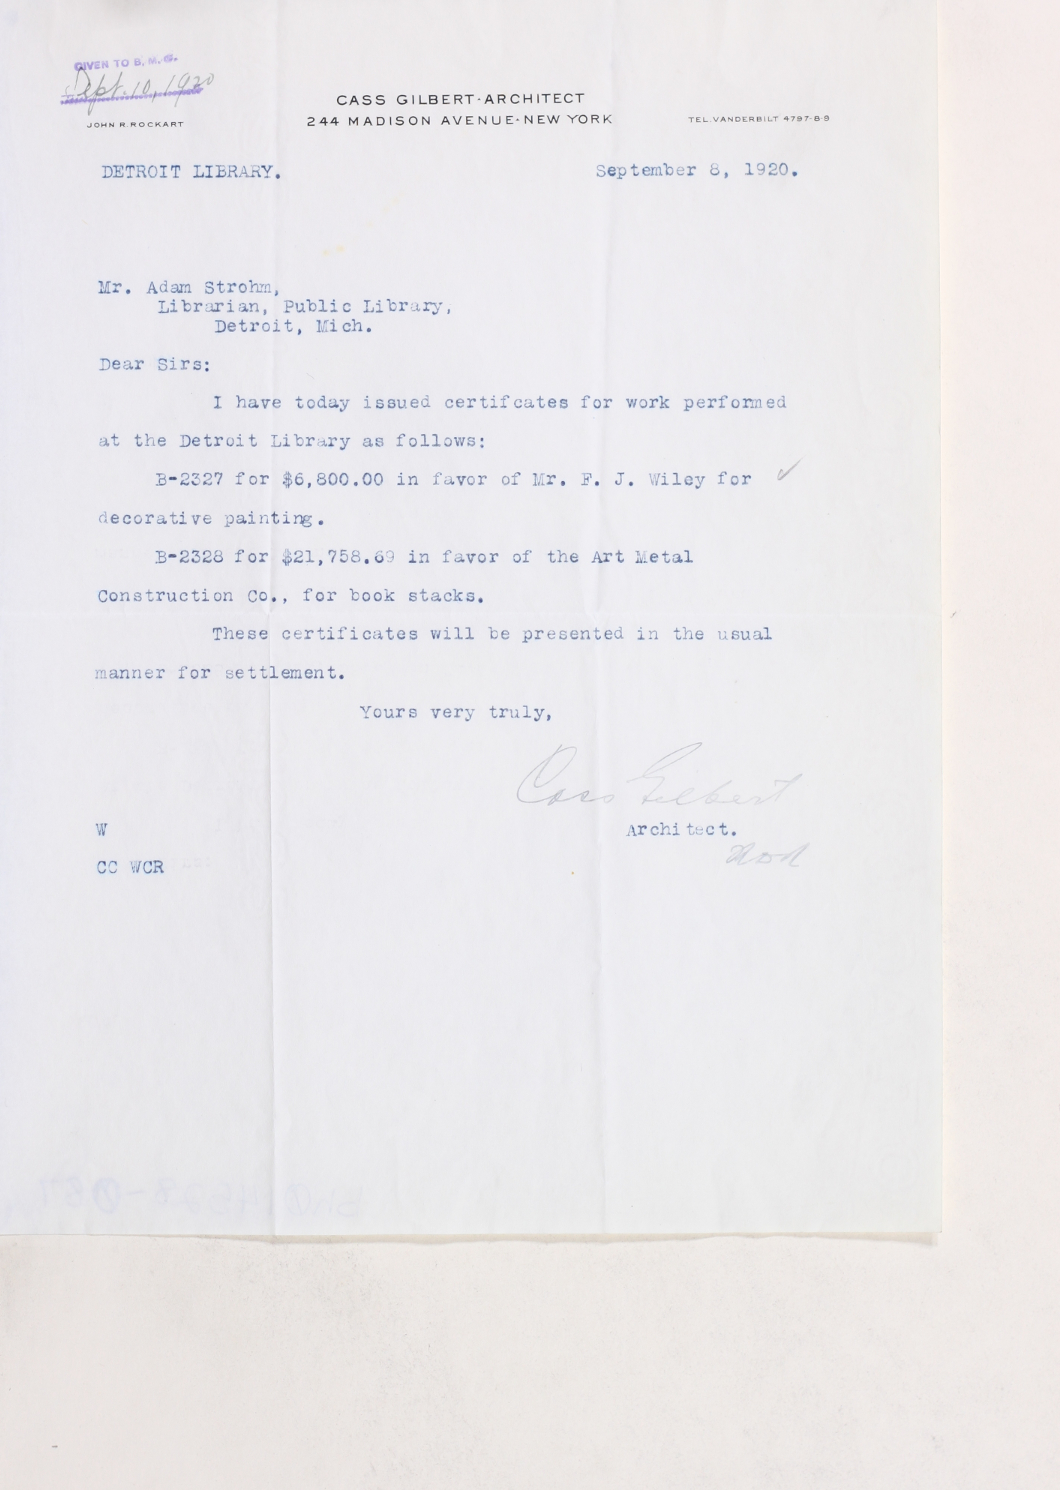 GIVEN TO B. M. G.
Sept. 10, 1920
CASS GILBERT·ARCHITECT
JOHN R. ROCKART
244 MADISON AVENUE·NEW YORK
TEL. VANDERBILT 4797-8-9
DETROIT LIBRARY.
September 8, 1920.
Mr. Adam Strohm,
Librarian, Public Library,
Detroit, Mich.
Dear Sirs:
I have today issued certifcates for work performed
at the Detroit Library as follows:
B-2327 for $6,800.00 in favor of Mr. F. J. Wiley for ✓
decorative painting.
B-2328 for $21,758.69 in favor of the Art Metal
Construction Co., for book stacks.
These certificates will be presented in the usual
manner for settlement.
Yours very truly,
Cass Gilbert
W
Architect.
CC WCR